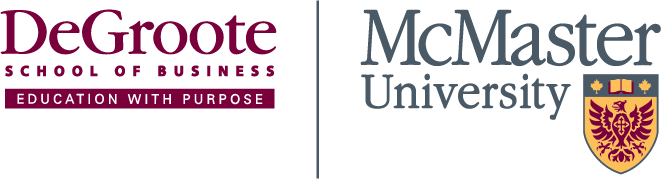 DeGroote
SCHOOL OF BUSINESS
EDUCATION WITH PURPOSE
McMaster
University